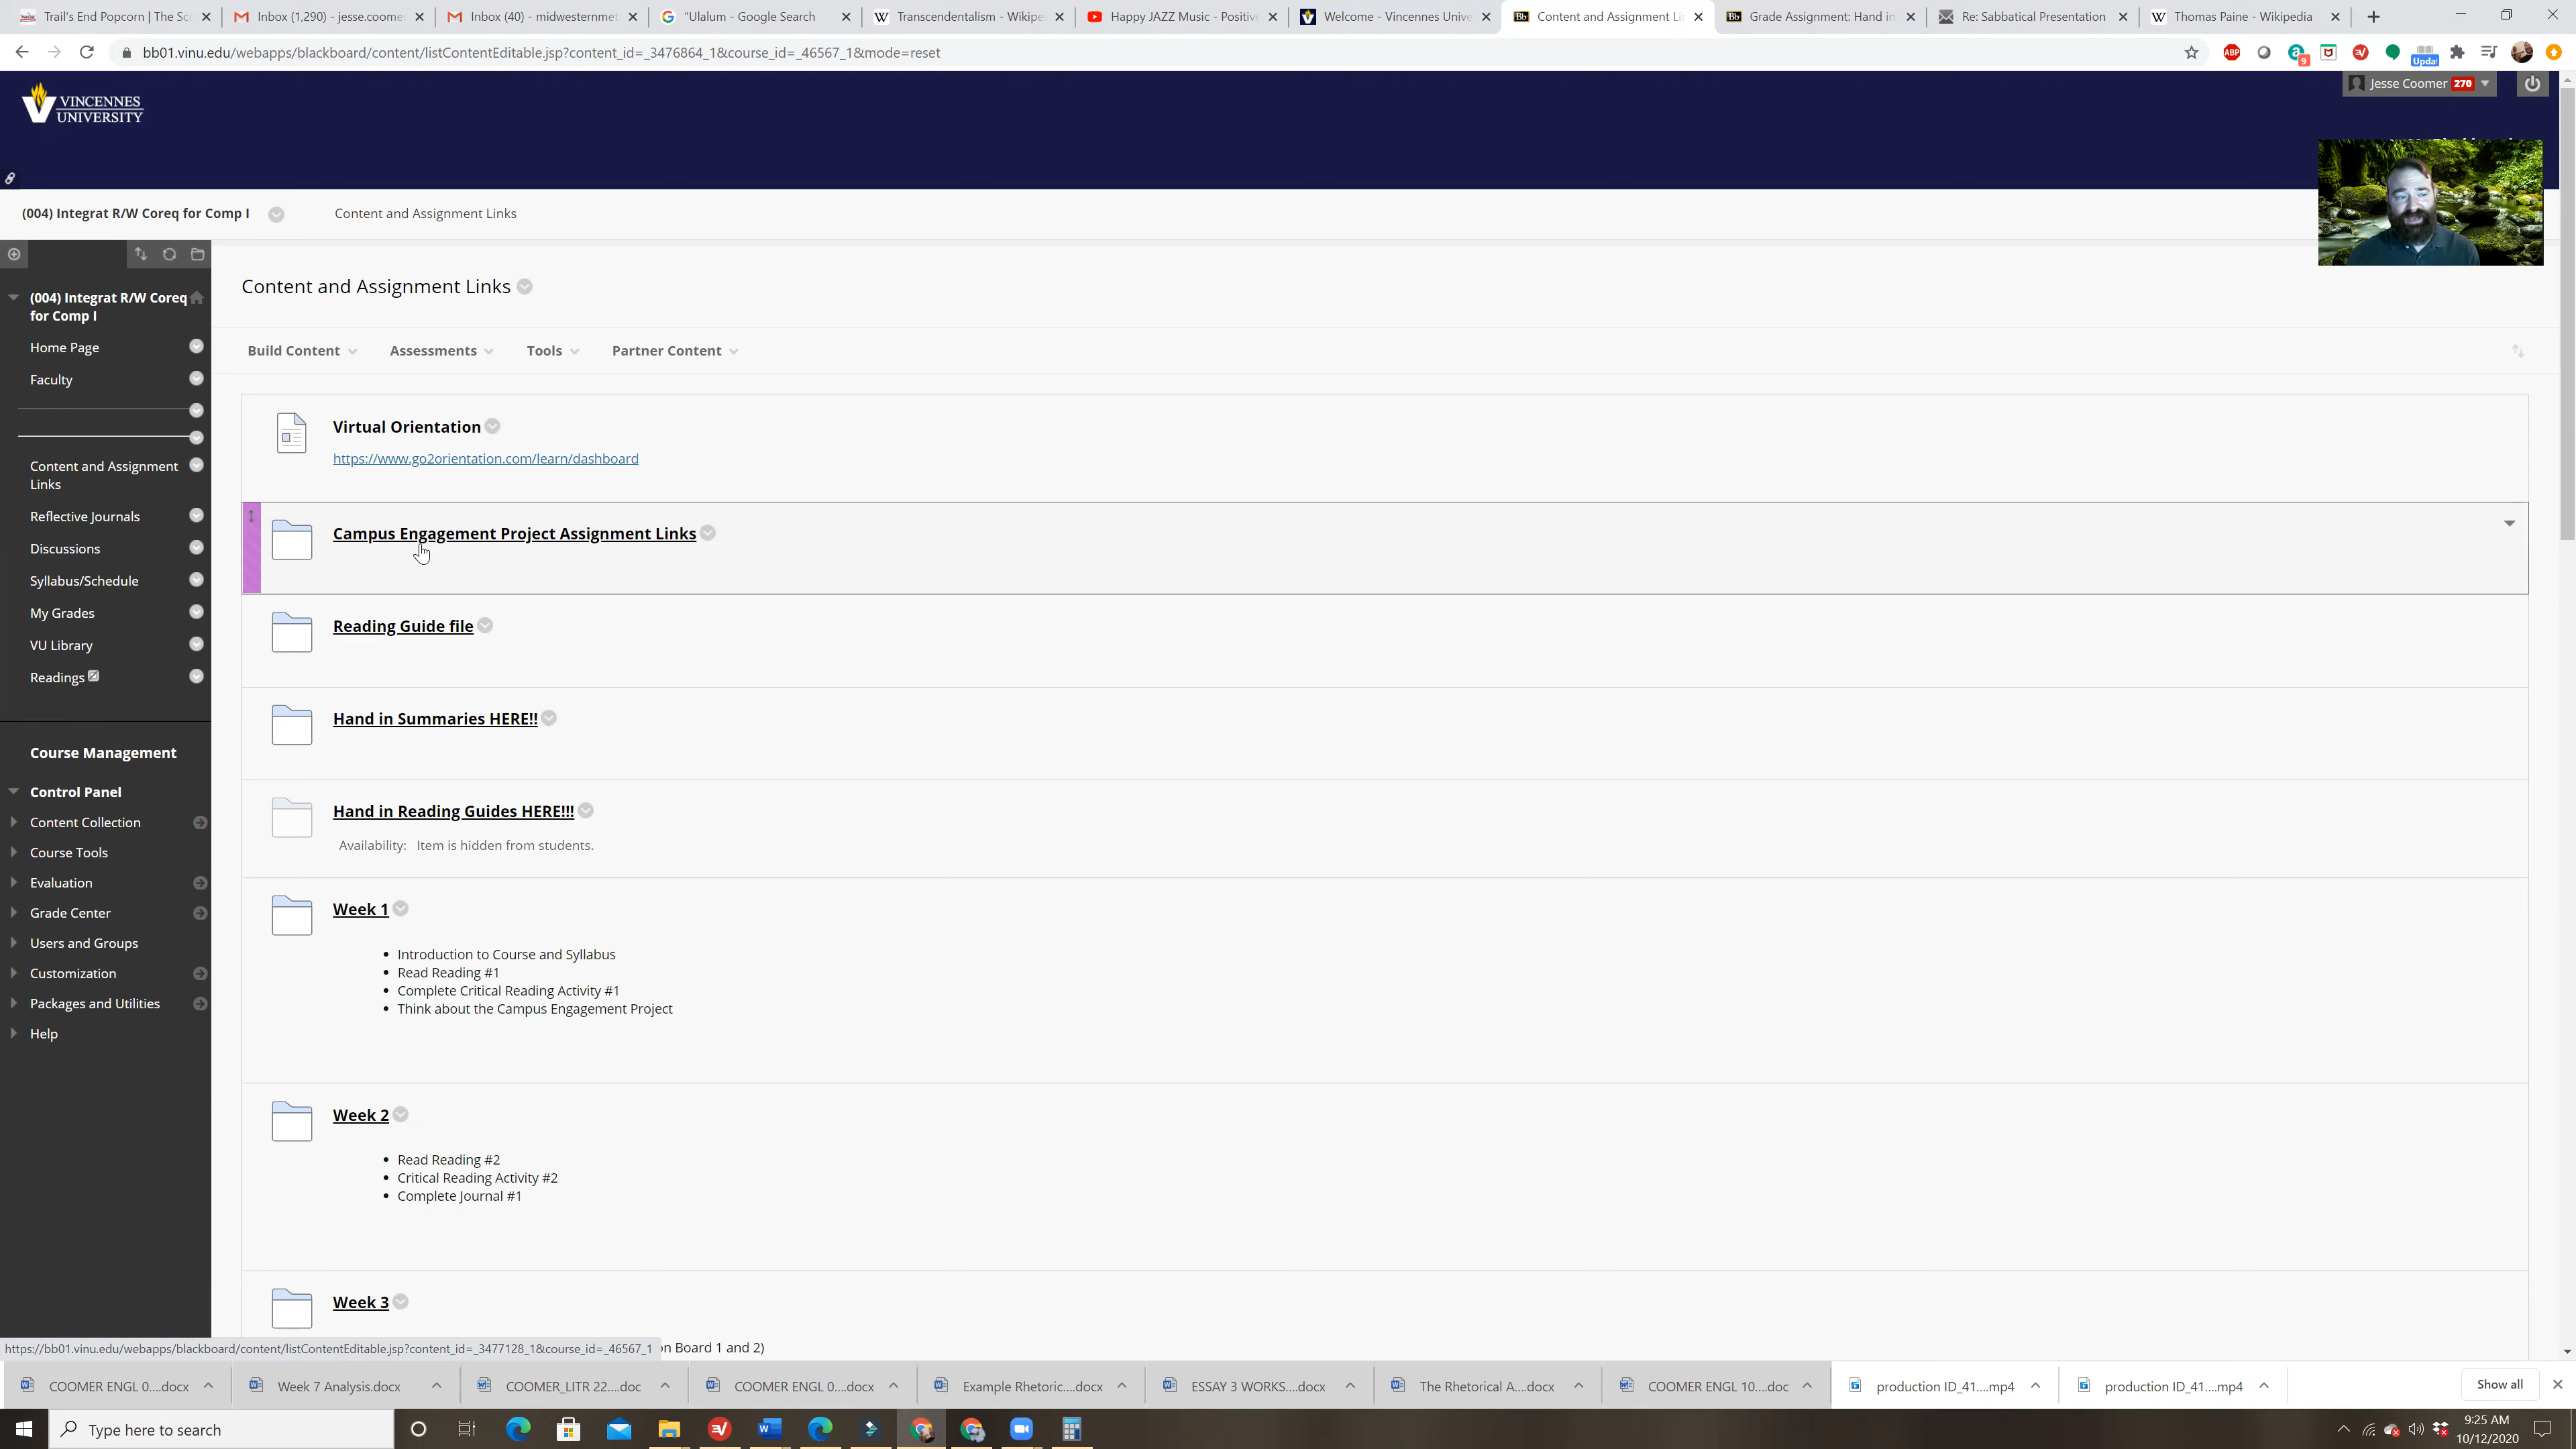 Trail's End Popcorn | The Sc
Inbox (1,290) - jesse.coomer
Inbox (40) - midwesternmet
"Ulalum - Google Search
Transcendentalism - Wikipe
Happy JAZZ Music - Positive
Welcome - Vincennes Unive
Content and Assignment Li
Grade Assignment: Hand in
Re: Sabbatical Presentation
Thomas Paine - Wikipedia
bb01.vinu.edu/webapps/blackboard/content/listContentEditable.jsp?content_id=_3476864_1&course_id=_46567_1&mode=reset
ABP
9
Updat
VINCENNES
UNIVERSITY
Jesse Coomer 270
(004) Integrat R/W Coreq for Comp I
Content and Assignment Links
(004) Integrat R/W Coreq
for Comp I
Home Page
Faculty
Content and Assignment
Links
Reflective Journals
Discussions
Syllabus/Schedule
My Grades
VU Library
Readings
Course Management
Control Panel
Content Collection
Course Tools
Evaluation
Grade Center
Users and Groups
Customization
Packages and Utilities
Help
Content and Assignment Links
Build Content
Assessments
Tools
Partner Content
Virtual Orientation
https://www.go2orientation.com/learn/dashboard
Campus Engagement Project Assignment Links
Reading Guide file
Hand in Summaries HERE!!
Hand in Reading Guides HERE!!!
Availability: Item is hidden from students.
Week 1
• Introduction to Course and Syllabus
• Read Reading #1
• Complete Critical Reading Activity #1
• Think about the Campus Engagement Project
Week 2
• Read Reading #2
• Critical Reading Activity #2
• Complete Journal #1
Week 3
https://bb01.vinu.edu/webapps/blackboard/content/listContentEditable.jsp?content_id=_3477128_1&course_id=_46567_1
n Board 1 and 2)
COOMER ENGL 0....docx
Week 7 Analysis.docx
COOMER_LITR 22....doc
COOMER ENGL 0....docx
Example Rhetoric....docx
ESSAY 3 WORKS....docx
The Rhetorical A....docx
COOMER ENGL 10....doc
production ID_41....mp4
production ID_41....mp4
Show all
Type here to search
9:25 AM
10/12/2020